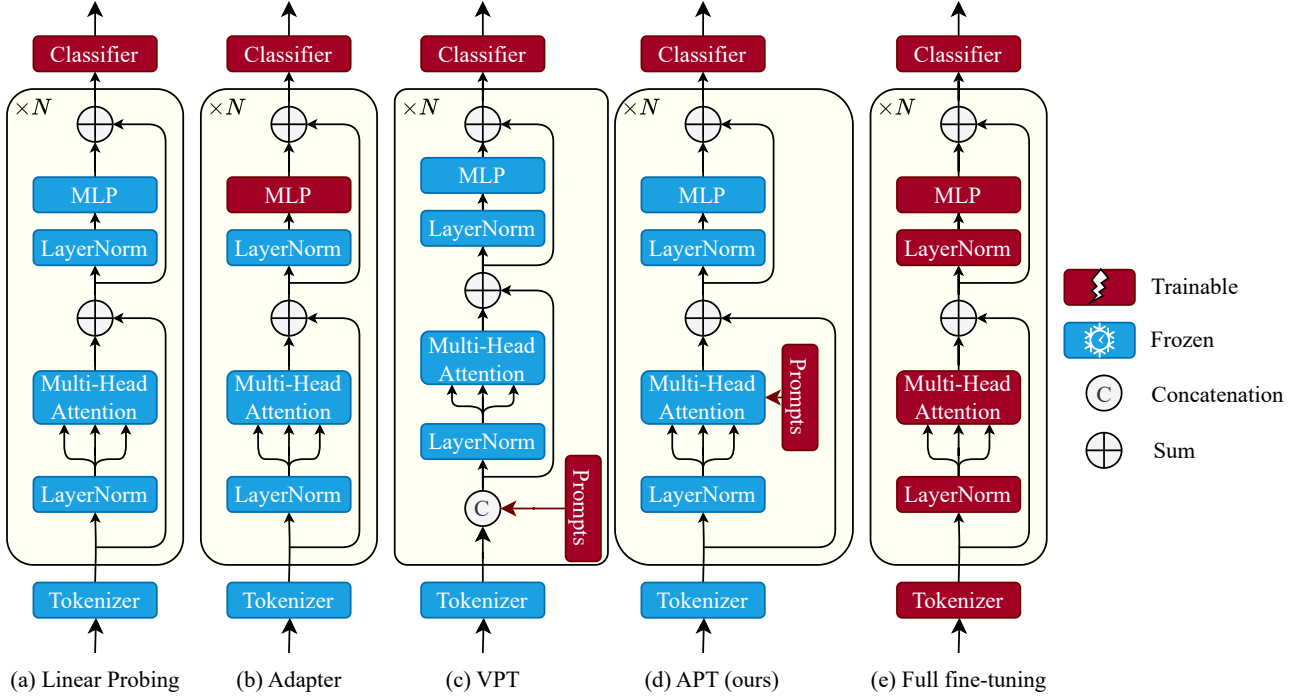 Classifier
×N
MLP
LayerNorm
Multi-Head
Attention
LayerNorm
Tokenizer
(a) Linear Probing
Classifier
×N
MLP
LayerNorm
Multi-Head
Attention
LayerNorm
Tokenizer
(b) Adapter
Classifier
×N
MLP
LayerNorm
Multi-Head
Attention
LayerNorm
C
Prompts
Tokenizer
(c) VPT
Classifier
×N
MLP
LayerNorm
Multi-Head
Attention
Prompts
LayerNorm
Tokenizer
(d) APT (ours)
Classifier
×N
MLP
LayerNorm
Multi-Head
Attention
LayerNorm
Tokenizer
(e) Full fine-tuning
Trainable
Frozen
C
Concatenation
Sum